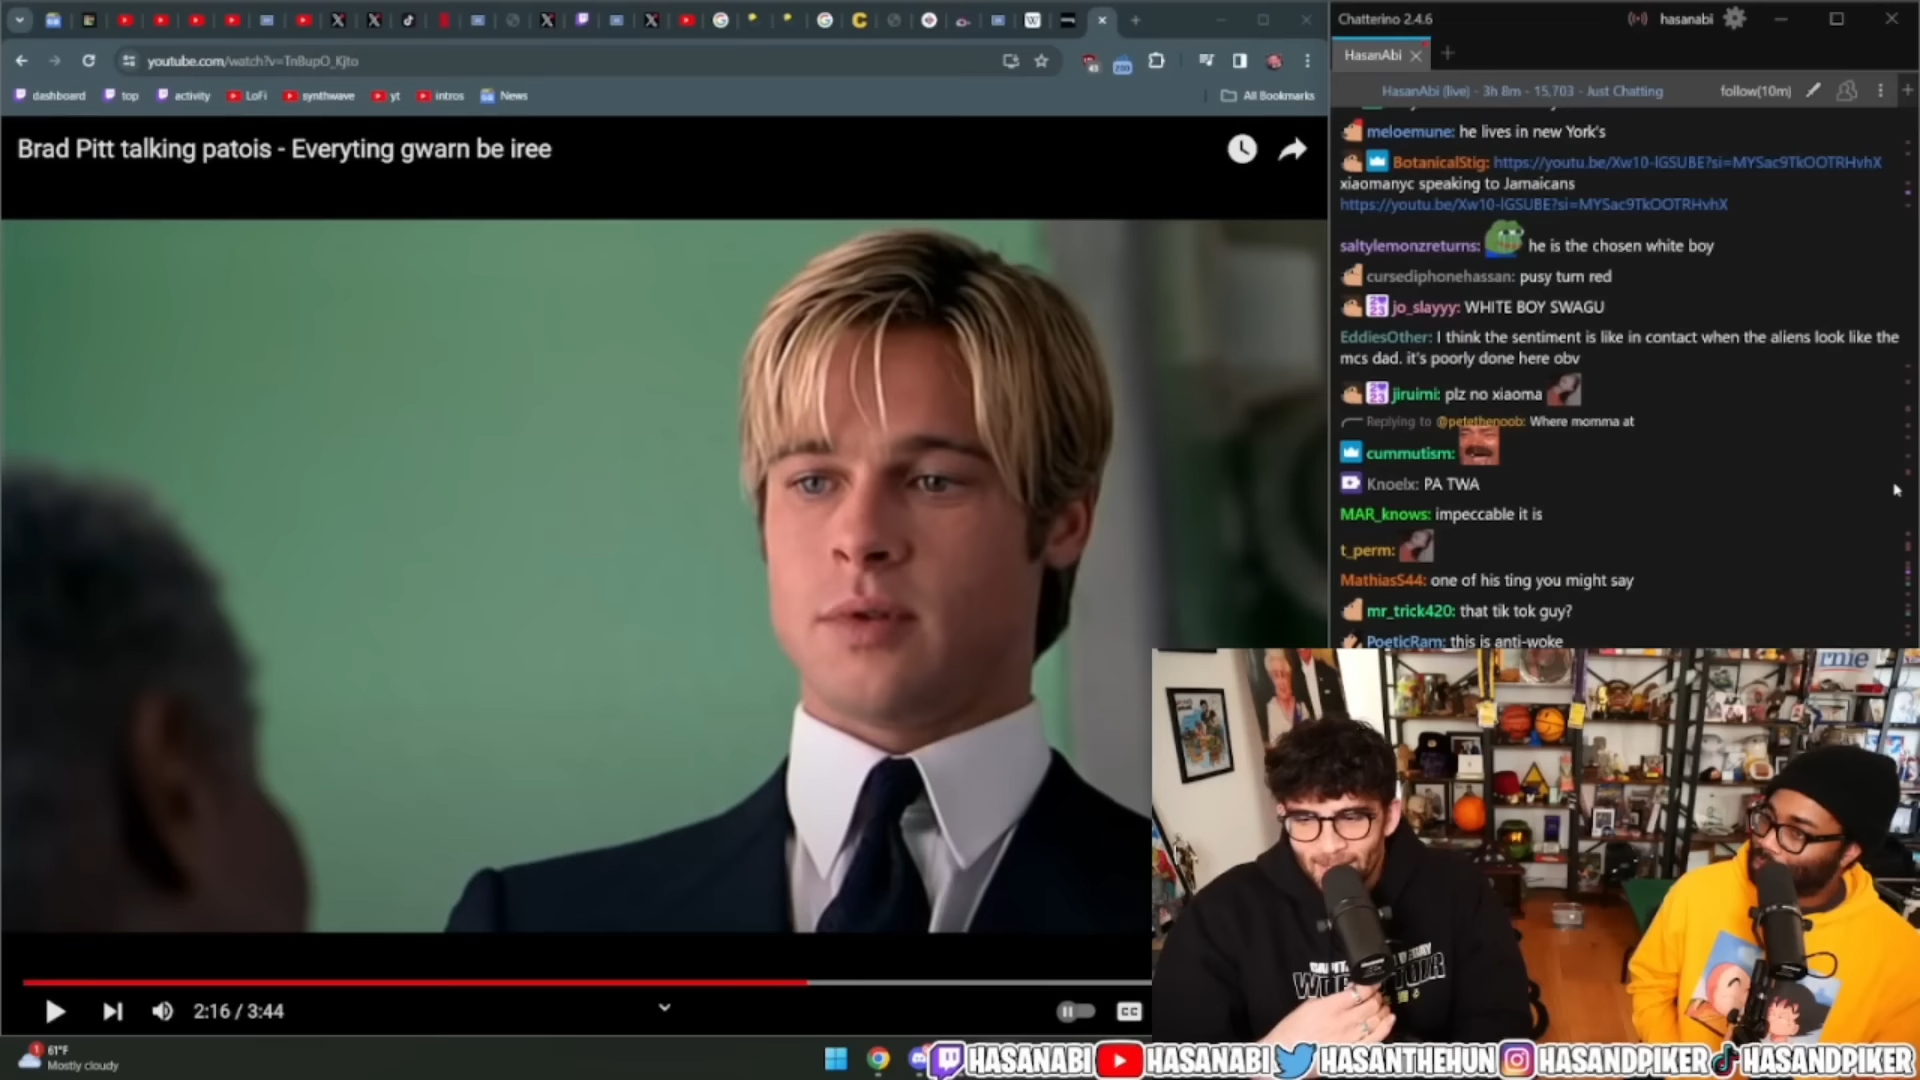 Chatterino 2.4.6
hasanabi
youtube.com/watch?v=Tn8upO_Kjto
HasanAbi
dashboard
top
activity
LoFi
synthwave
yt
intros
News
All Bookmarks
HasanAbi (live) - 3h 8m - 15,703 - Just Chatting
follow(10m)
Brad Pitt talking patois - Everyting gwarn be iree
meloemune: he lives in new York's
BotanicalStig: https://youtu.be/Xw10-lGSUBE?si=MYSac9TkOOTRHvhX
xiaomanyc speaking to Jamaicans
https://youtu.be/Xw10-lGSUBE?si=MYSac9TkOOTRHvhX
saltylemonzreturns: he is the chosen white boy
cursediphonehassan: pusy turn red
jo_slayyy: WHITE BOY SWAGU
EddiesOther: I think the sentiment is like in contact when the aliens look like the
mcs dad. it's poorly done here obv
jiruimi: plz no xiaoma
Replying to @petethenoob: Where momma at
cummutism:
Knoelx: PA TWA
MAR_knows: impeccable it is
t_perm:
MathiasS44: one of his ting you might say
mr_trick420: that tik tok guy?
PoeticRam: this is anti-woke
2:16 / 3:44
CC
1
61°F
Mostly cloudy
HASANABI
HASANABI
HASANTHEHUN
HASANDPIKER
HASANDPIKER